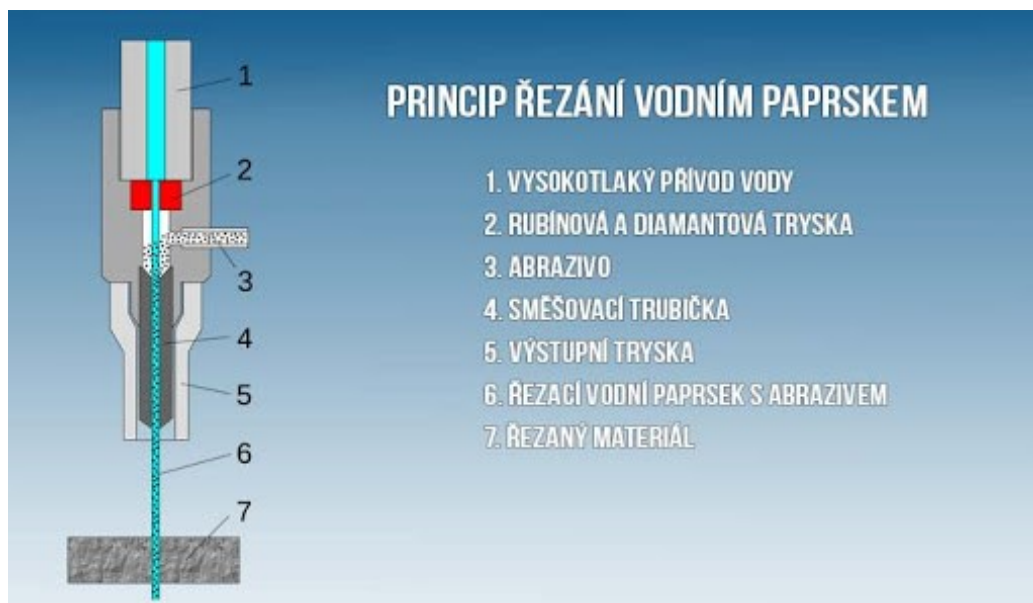 PRINCIP ŘEZÁNÍ VODNÍM PAPRSKEM
1. VYSOKOTLAKÝ PŘÍVOD VODY
2. RUBÍNOVÁ A DIAMANTOVÁ TRYSKA
3. ABRAZIVO
4. SMĚŠOVACÍ TRUBIČKA
5. VÝSTUPNÍ TRYSKA
6. ŘEZACÍ VODNÍ PAPRSEK S ABRAZIVEM
7. ŘEZANÝ MATERIÁL
1
2
3
4
5
6
7